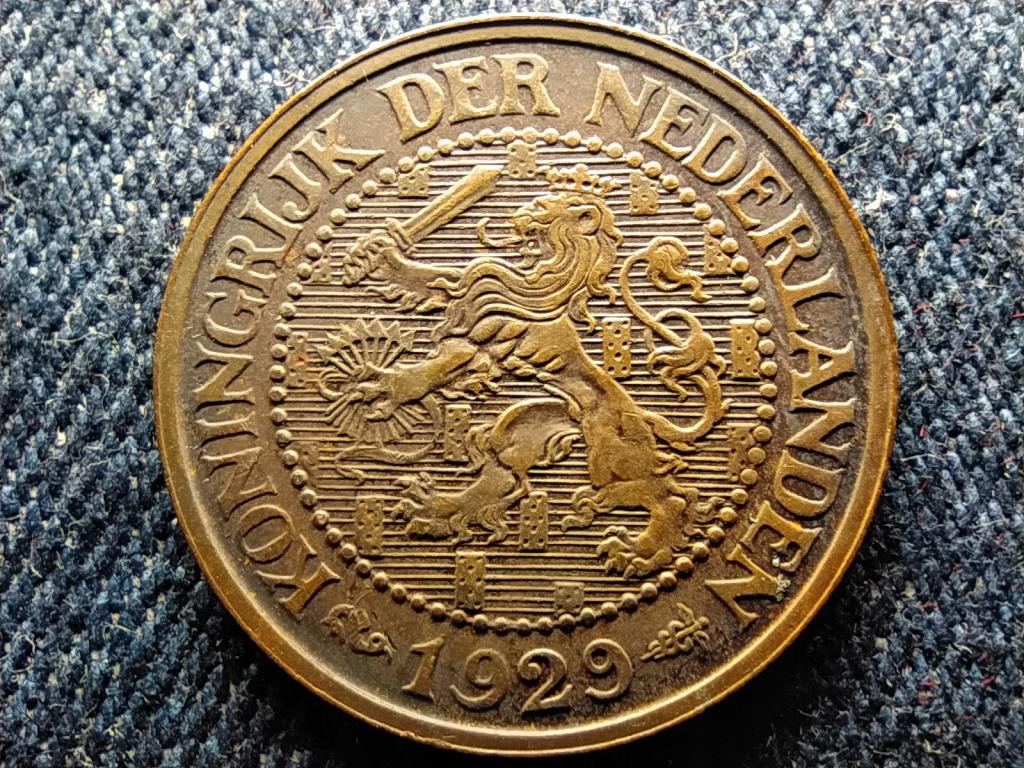 KONINGRIJK DER NEDERLANDEN
1929